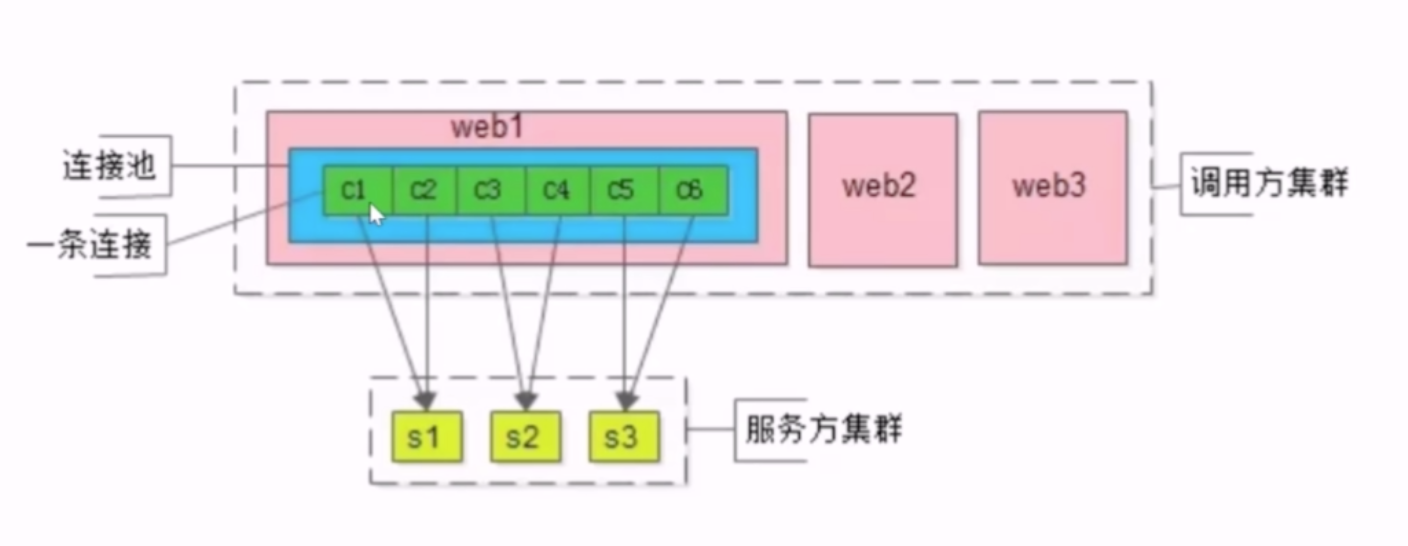 web1
连接池
c1 c2 c3 c4 c5 c6
web2
web3
调用方集群
一条连接
s1 s2 s3
服务方集群